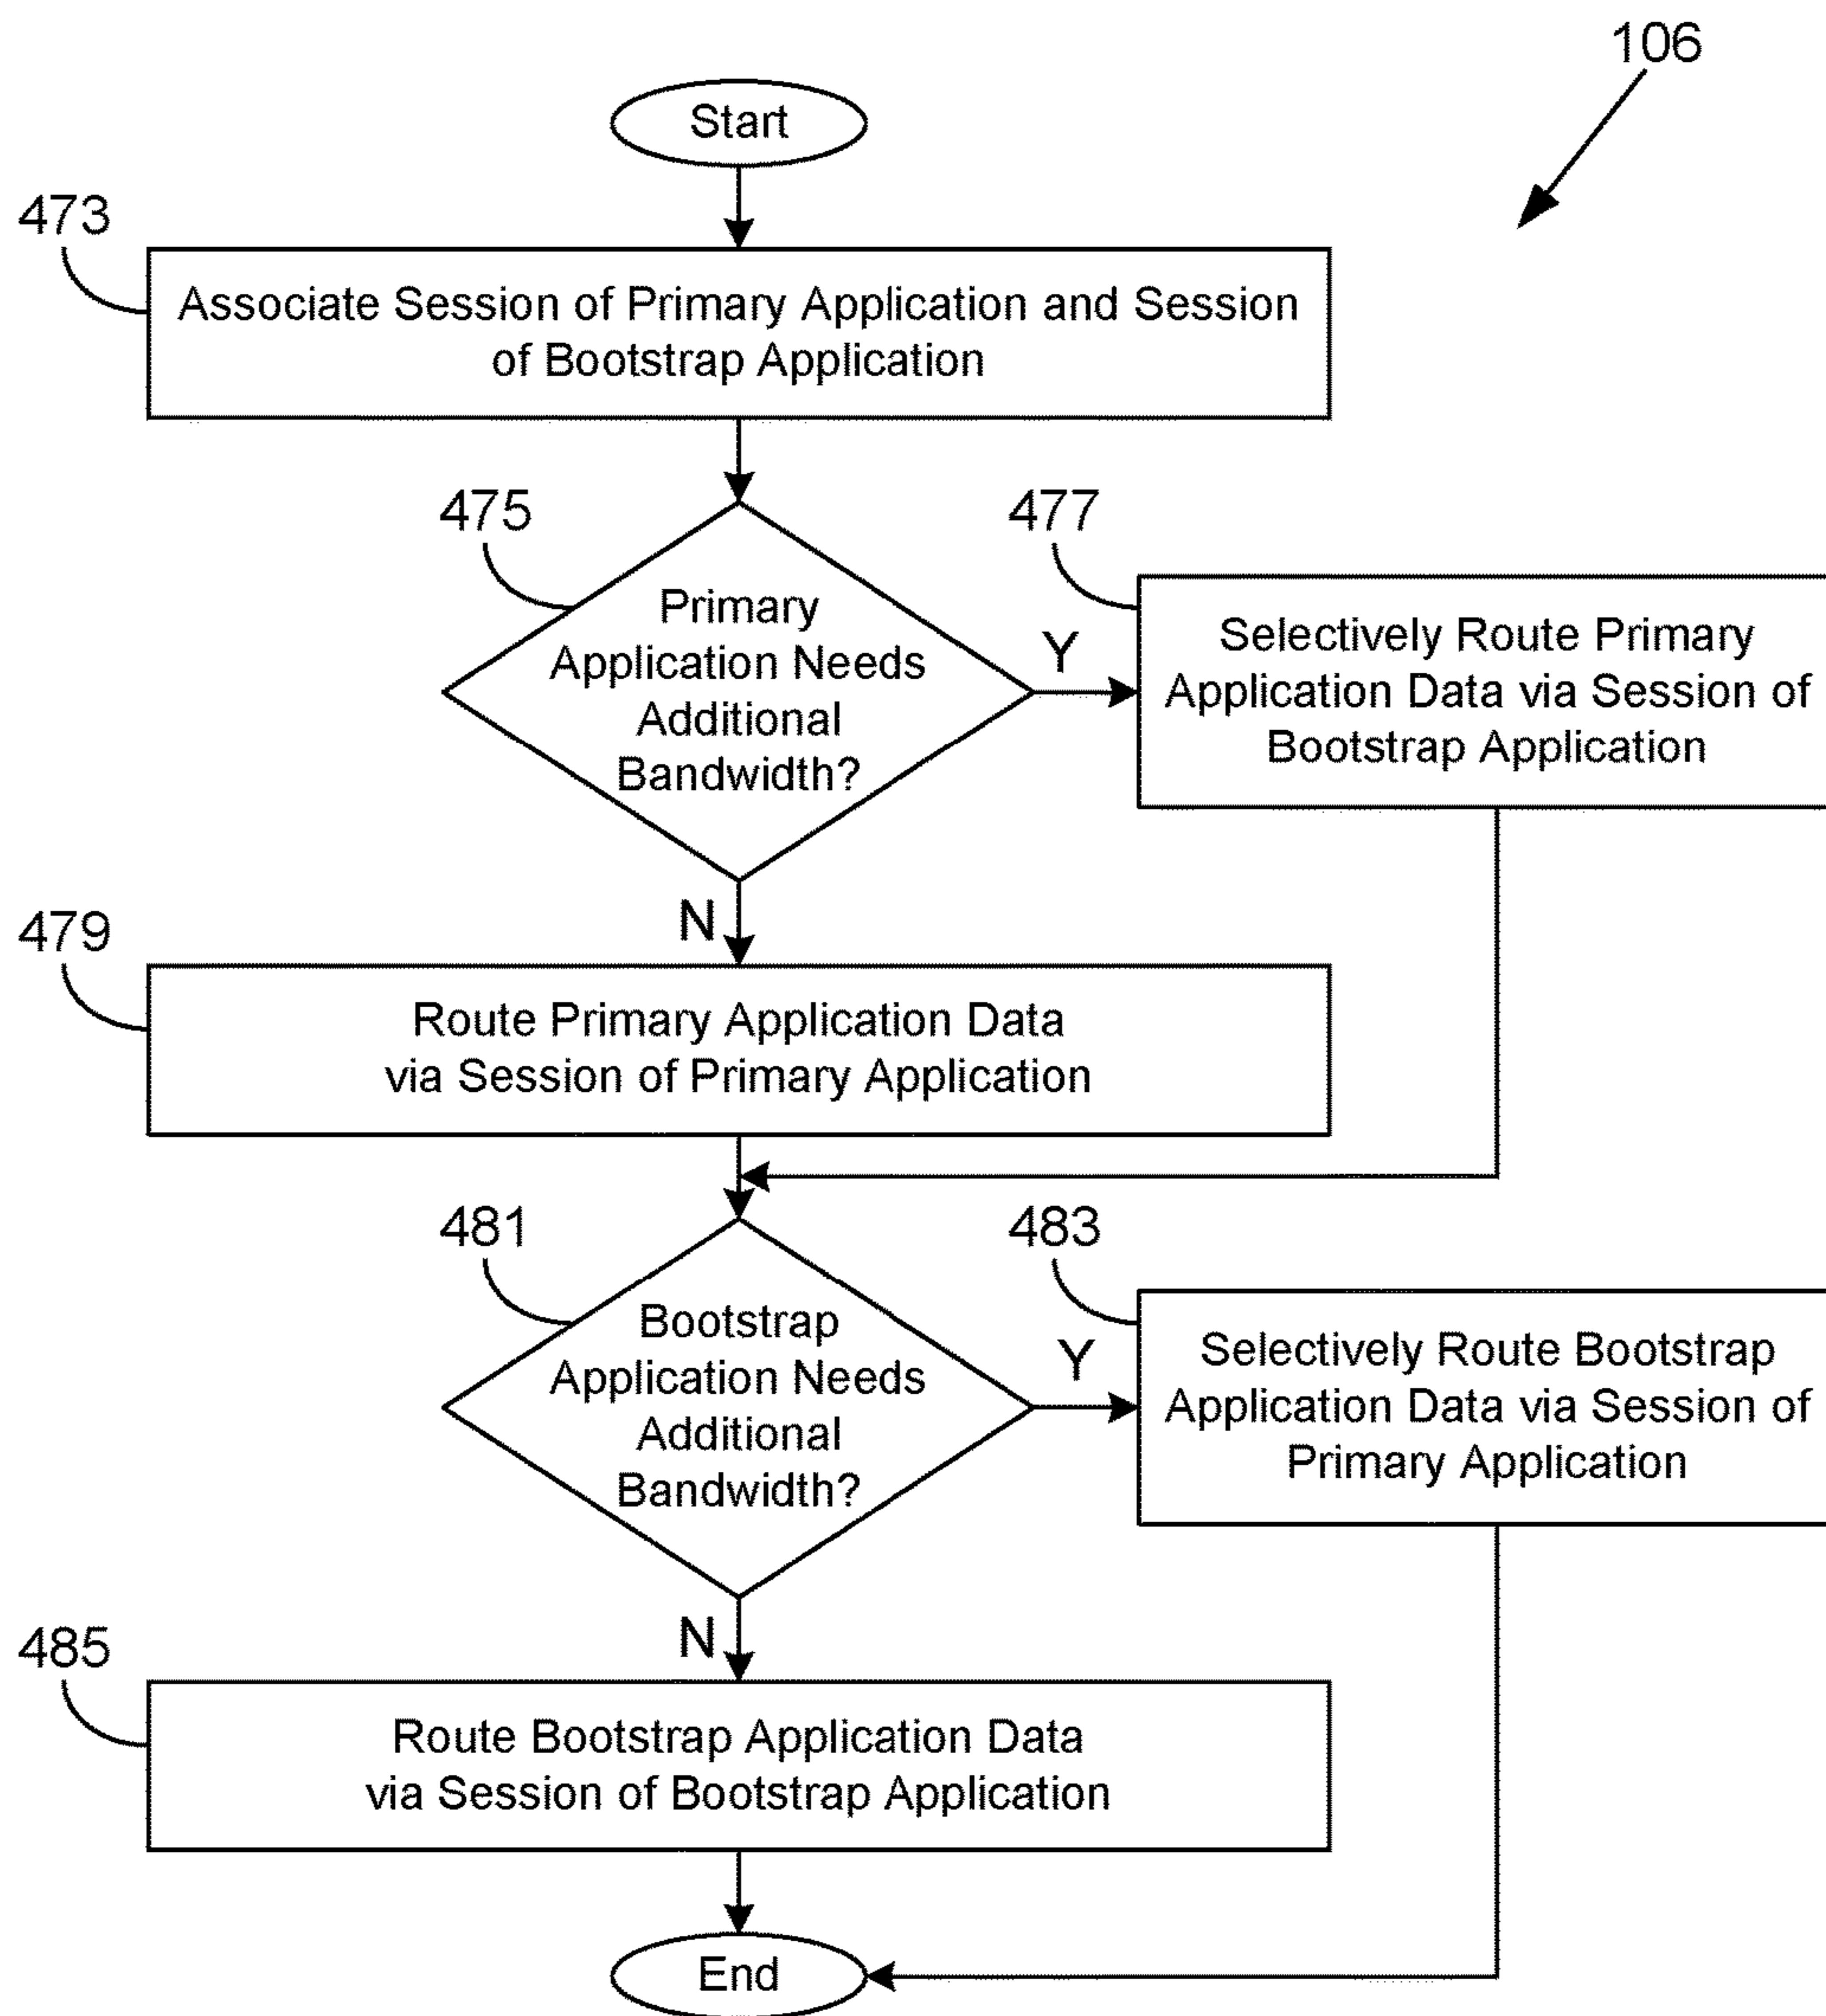 106
Start
473
Associate Session of Primary Application and Session
of Bootstrap Application
475
477
Primary
Application Needs
Additional
Bandwidth?
Y
Selectively Route Primary
Application Data via Session of
Bootstrap Application
N
479
Route Primary Application Data
via Session of Primary Application
481
483
Bootstrap
Application Needs
Additional
Bandwidth?
Y
Selectively Route Bootstrap
Application Data via Session of
Primary Application
N
485
Route Bootstrap Application Data
via Session of Bootstrap Application
End